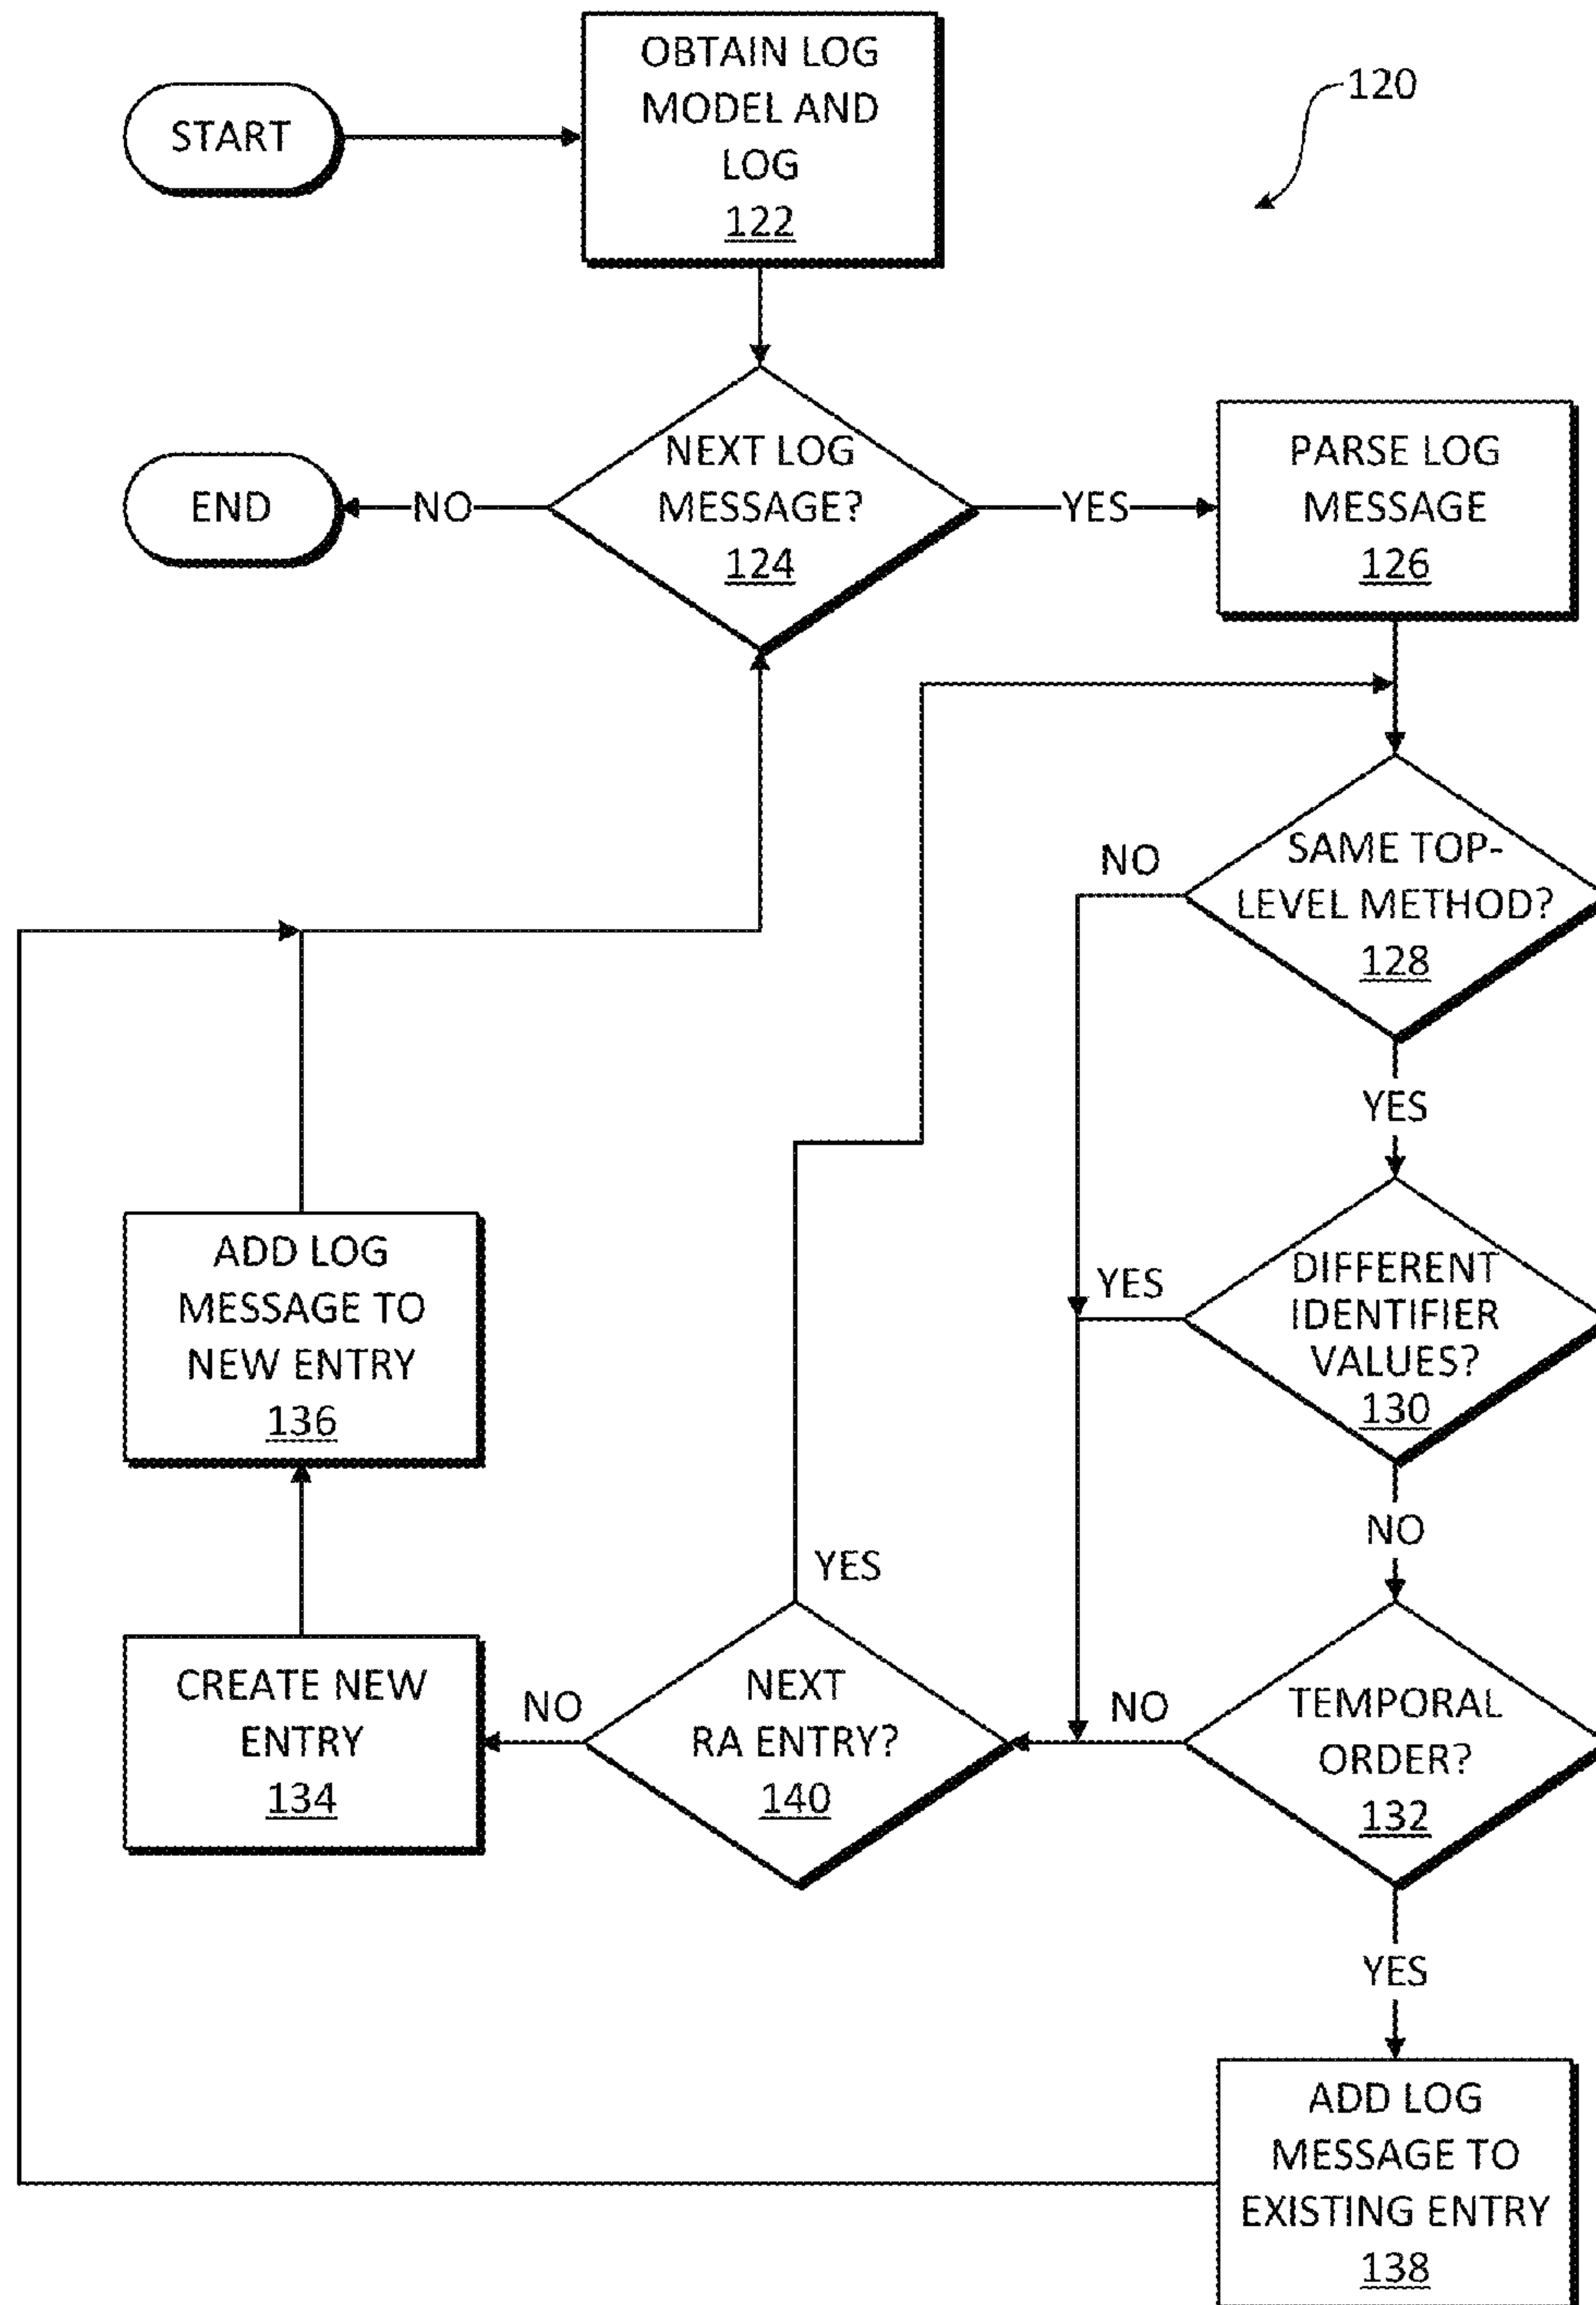 OBTAIN LOG
MODEL AND
LOG
122
120
START
NEXT LOG
MESSAGE?
124
END
NO
YES
PARSE LOG
MESSAGE
126
SAME TOP-
LEVEL METHOD?
128
NO
YES
DIFFERENT
IDENTIFIER
VALUES?
130
YES
NO
ADD LOG
MESSAGE TO
NEW ENTRY
136
YES
CREATE NEW
ENTRY
134
NO
NEXT
RA ENTRY?
140
NO
TEMPORAL
ORDER?
132
YES
ADD LOG
MESSAGE TO
EXISTING ENTRY
138